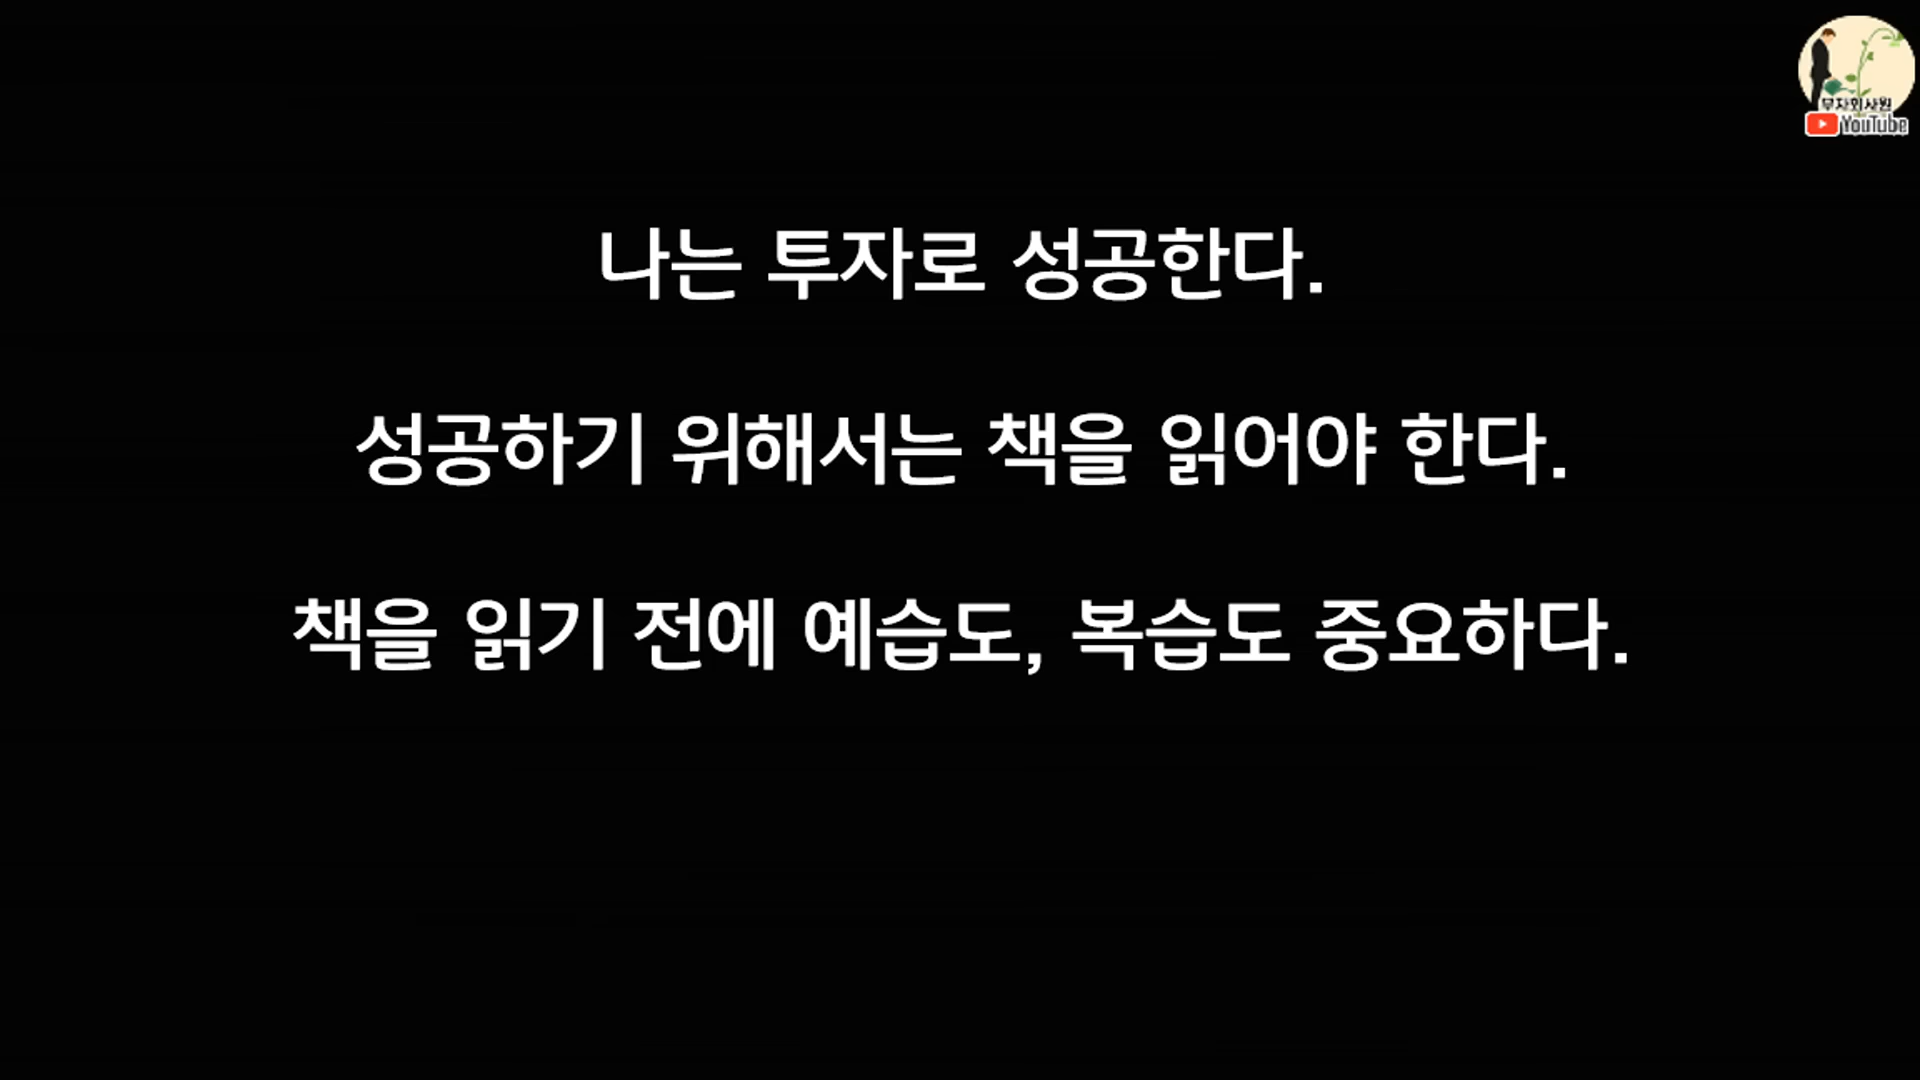 부자회사원
YouTube
나는 투자로 성공한다.
성공하기 위해서는 책을 읽어야 한다.
책을 읽기 전에 예습도, 복습도 중요하다.